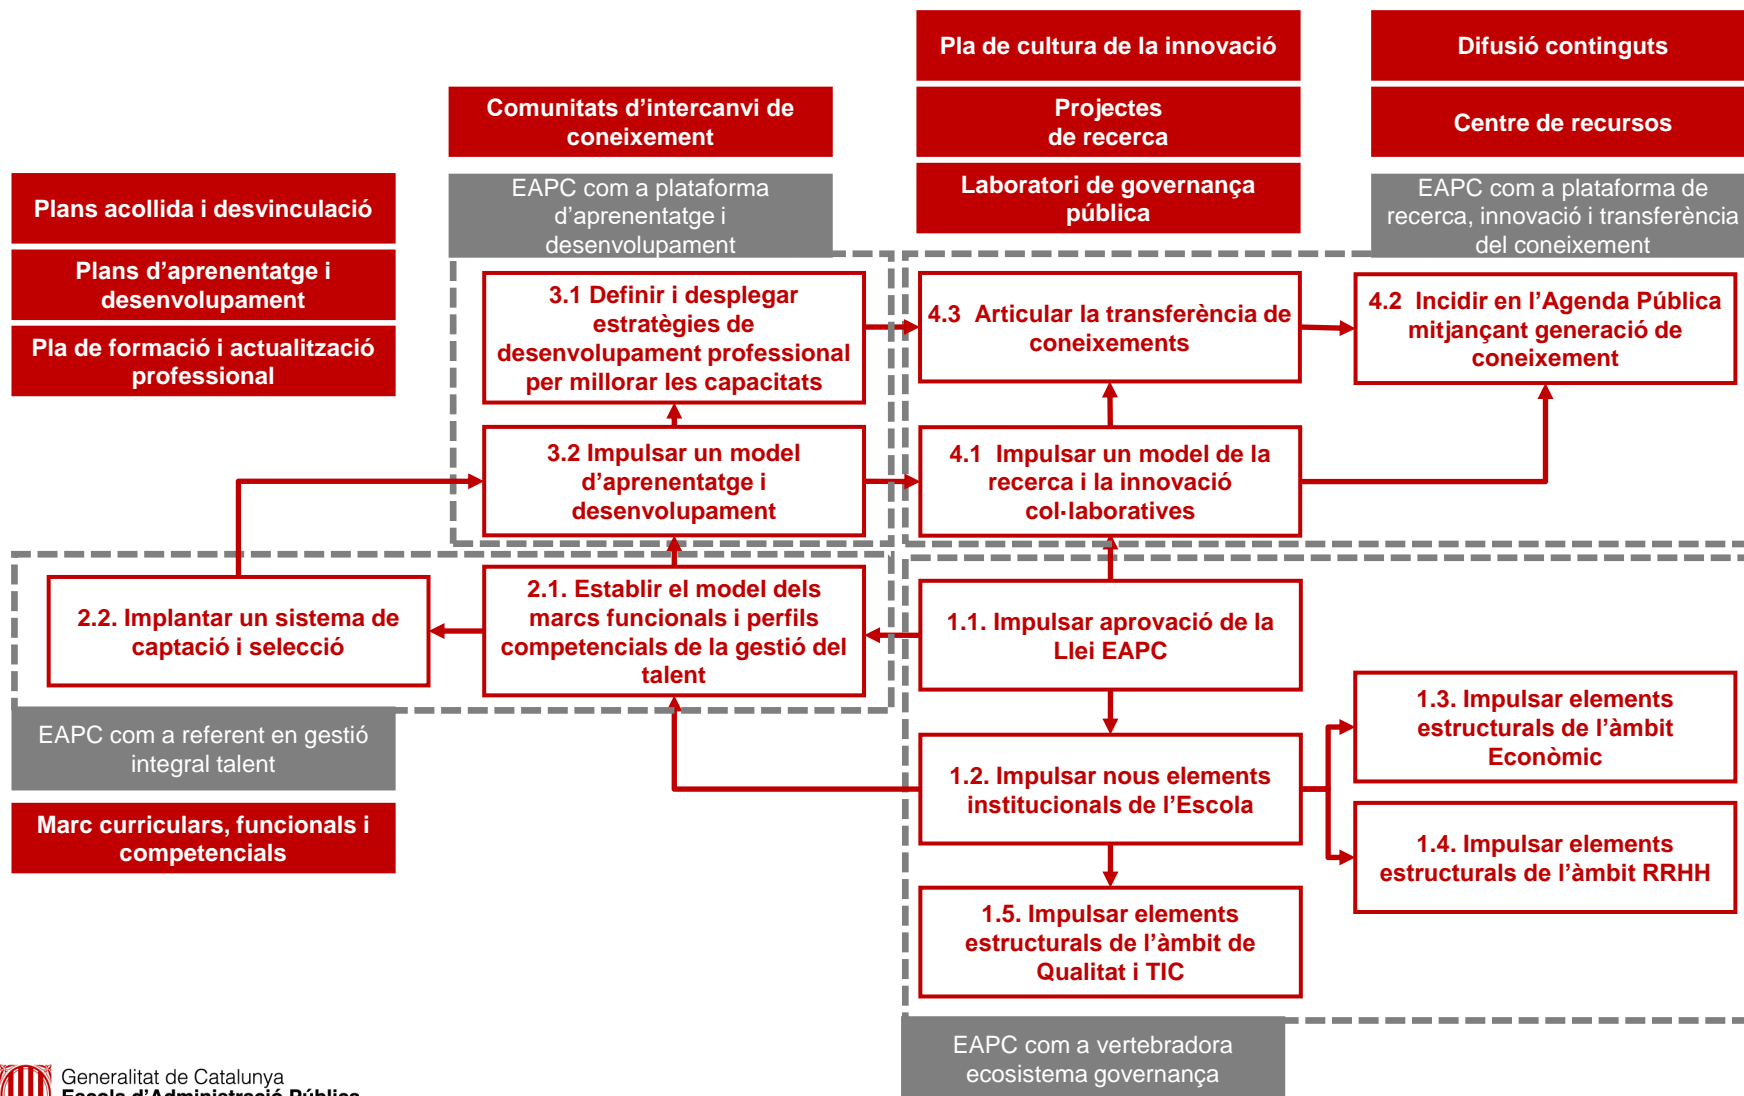 Pla de cultura de la innovació
Difusió continguts
Comunitats d'intercanvi de
coneixement
Projectes
de recerca
Centre de recursos
Plans acollida i desvinculació
EAPC com a plataforma
d'aprenentatge i
desenvolupament
Laboratori de governança
pública
EAPC com a plataforma de
recerca, innovació i transferència
del coneixement
Plans d'aprenentatge i
desenvolupament
Pla de formació i actualització
professional
3.1 Definir i desplegar
estratègies de
desenvolupament professional
per millorar les capacitats
4.3 Articular la transferència de
coneixements
4.2 Incidir en l'Agenda Pública
mitjançant generació de
coneixement
3.2 Impulsar un model
d'aprenentatge i
desenvolupament
4.1 Impulsar un model de la
recerca i la innovació
col·laboratives
2.2. Implantar un sistema de
captació i selecció
2.1. Establir el model dels
marcs funcionals i perfils
competencials de la gestió del
talent
1.1. Impulsar aprovació de la
Llei EAPC
EAPC com a referent en gestió
integral talent
1.2. Impulsar nous elements
institucionals de l'Escola
1.3. Impulsar elements
estructurals de l'àmbit
Econòmic
Marc curriculars, funcionals i
competencials
1.4. Impulsar elements
estructurals de l'àmbit RRHH
1.5. Impulsar elements
estructurals de l'àmbit de
Qualitat i TIC
EAPC com a vertebradora
ecosistema governança
Generalitat de Catalunya
Escola d'Administració Pública